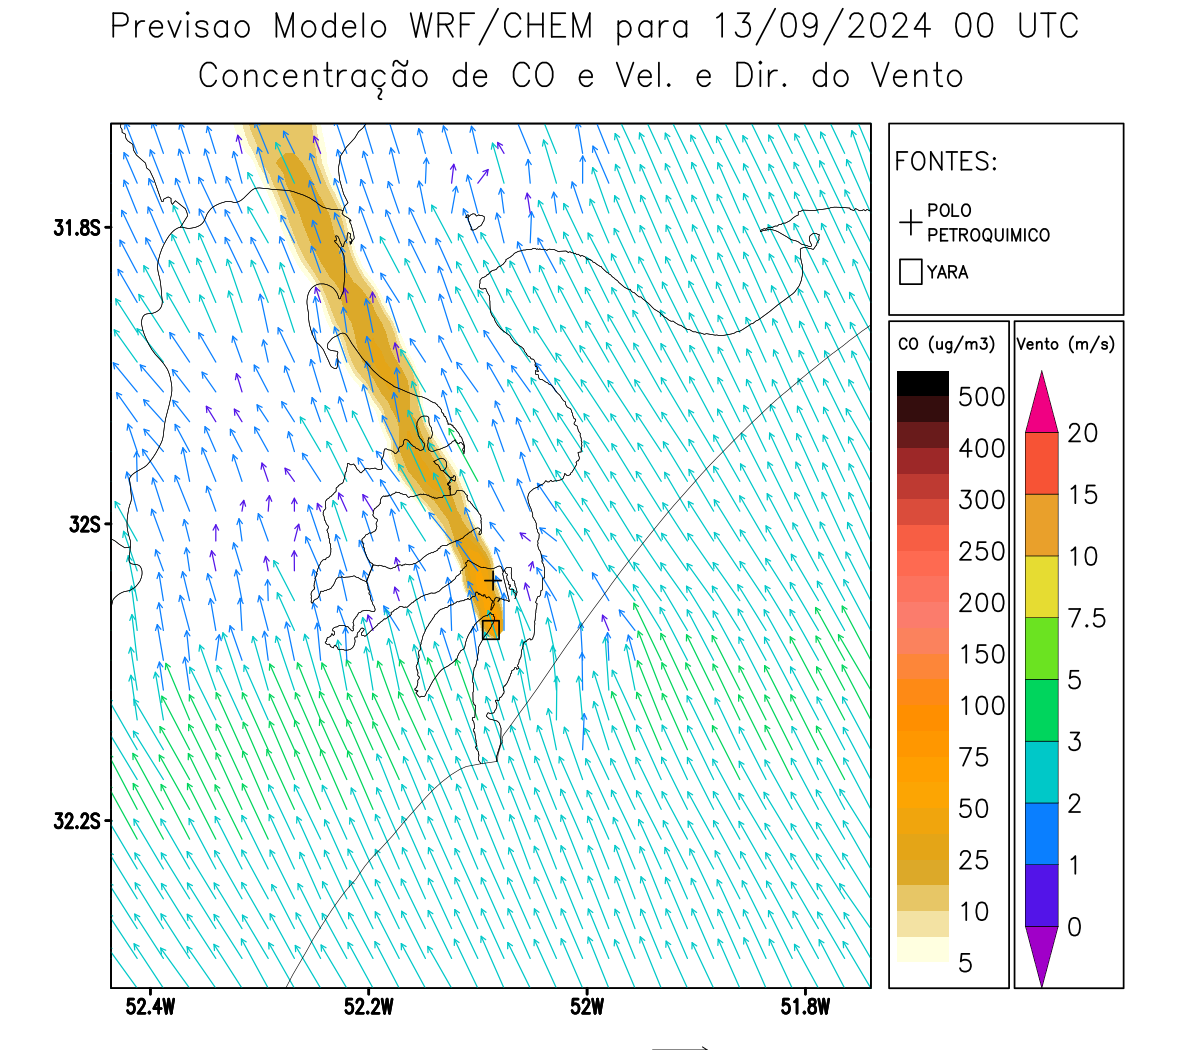 Previsao Modelo WRF/CHEM para 13/09/2024 00 UTC
Concentração de CO e Vel. e Dir. do Vento
FONTES:
POLO
PETROQUIMICO
YARA
31.8S
32S
32.2S
52.4W
52.2W
52W
51.8W
CO (ug/m3)
500
400
300
250
200
150
100
75
50
25
10
5
Vento (m/s)
20
15
10
7.5
5
3
2
1
0